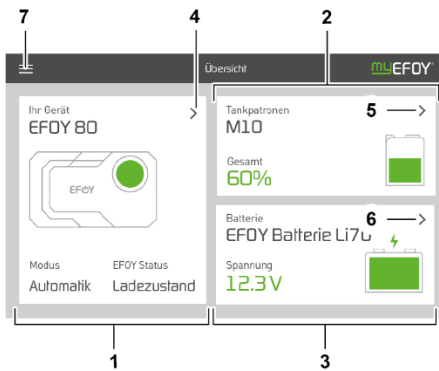 7
4
2
Übersicht
myEFOY
Ihr Gerät
EFOY 80
EFOY
Modus
EFOY Status
Automatik
Ladezustand
Tankpatronen
5
M10
Gesamt
60%
Batterie
6
EFOY Batterie Li70
Spannung
12.3 V
1
3